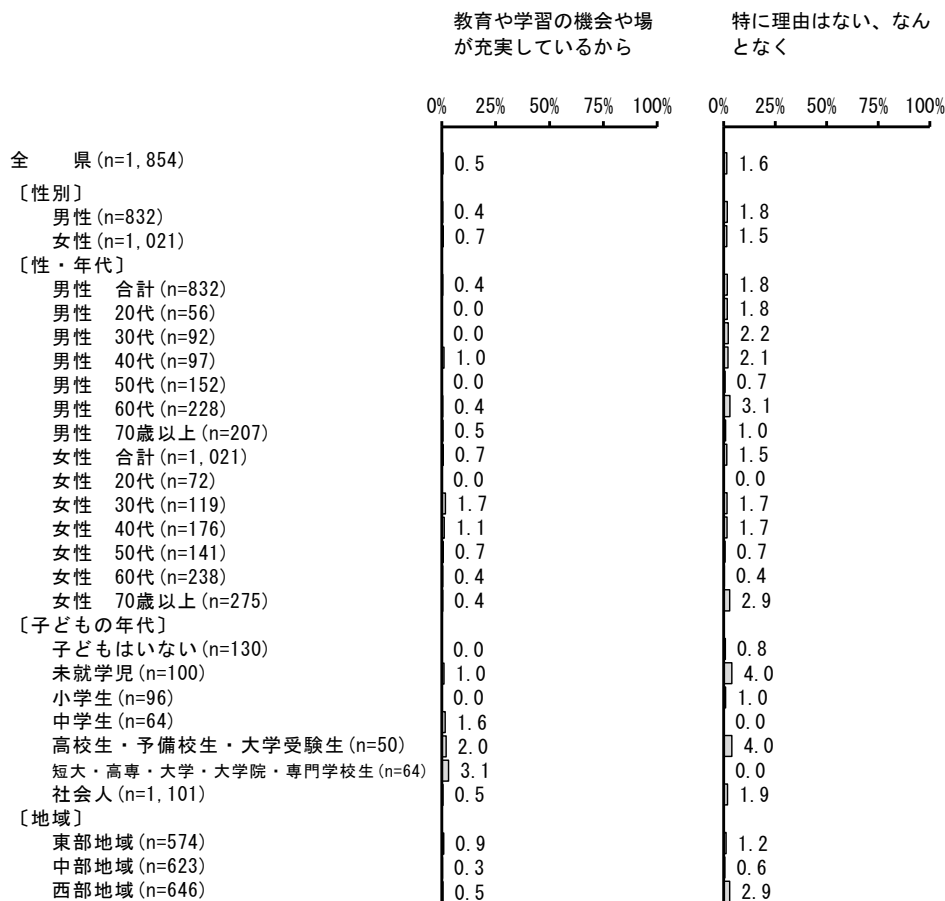 教育や学習の機会や場 特に理由はない、なん
が充実しているから となく
0% 25% 50% 75% 100% 0% 25% 50% 75% 100%
全　　県(n=1,854) 0.5 1.6
〔性別〕
男性(n=832) 0.4 1.8
女性(n=1,021) 0.7 1.5
〔性・年代〕
男性　合計(n=832) 0.4 1.8
男性　20代(n=56) 0.0 1.8
男性　30代(n=92) 0.0 2.2
男性　40代(n=97) 1.0 2.1
男性　50代(n=152) 0.0 0.7
男性　60代(n=228) 0.4 3.1
男性　70歳以上(n=207) 0.5 1.0
女性　合計(n=1,021) 0.7 1.5
女性　20代(n=72) 0.0 0.0
女性　30代(n=119) 1.7 1.7
女性　40代(n=176) 1.1 1.7
女性　50代(n=141) 0.7 0.7
女性　60代(n=238) 0.4 0.4
女性　70歳以上(n=275) 0.4 2.9
〔子どもの年代〕
子どもはいない(n=130) 0.0 0.8
未就学児(n=100) 1.0 4.0
小学生(n=96) 0.0 1.0
中学生(n=64) 1.6 0.0
高校生・予備校生・大学受験生(n=50) 2.0 4.0
短大・高専・大学・大学院・専門学校生(n=64) 3.1 0.0
社会人(n=1,101) 0.5 1.9
〔地域〕
東部地域(n=574) 0.9 1.2
中部地域(n=623) 0.3 0.6
西部地域(n=646) 0.5 2.9